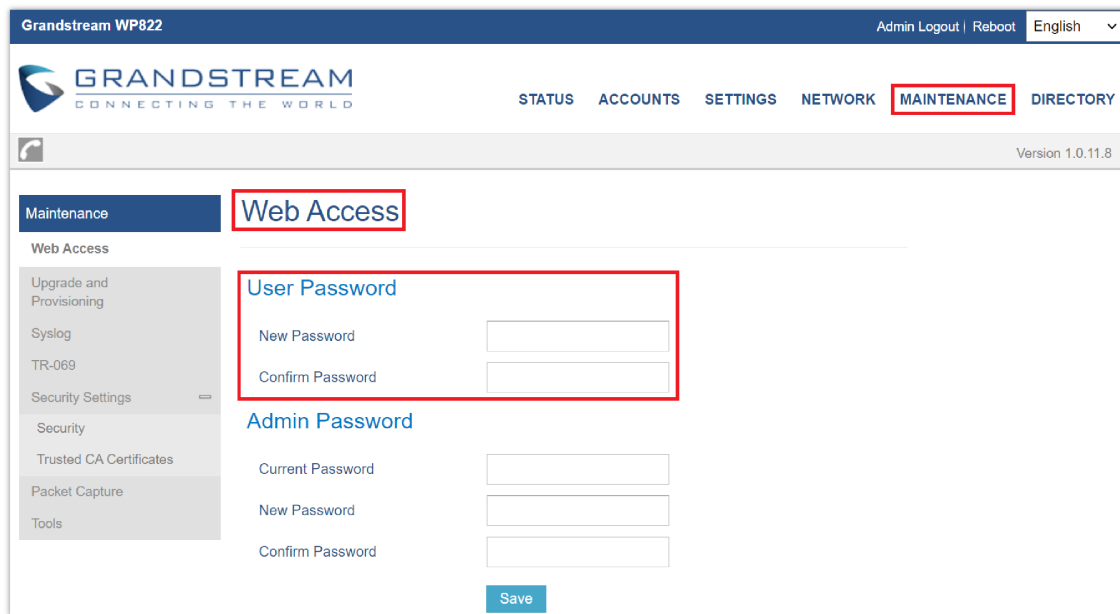 Grandstream WP822
Admin Logout | Reboot
English
GRANDSTREAM
CONNECTING THE WORLD
STATUS ACCOUNTS SETTINGS NETWORK MAINTENANCE DIRECTORY
Version 1.0.11.8
Maintenance
Web Access
Upgrade and
Provisioning
Syslog
TR-069
Security Settings
Security
Trusted CA Certificates
Packet Capture
Tools
Web Access
User Password
New Password
Confirm Password
Admin Password
Current Password
New Password
Confirm Password
Save